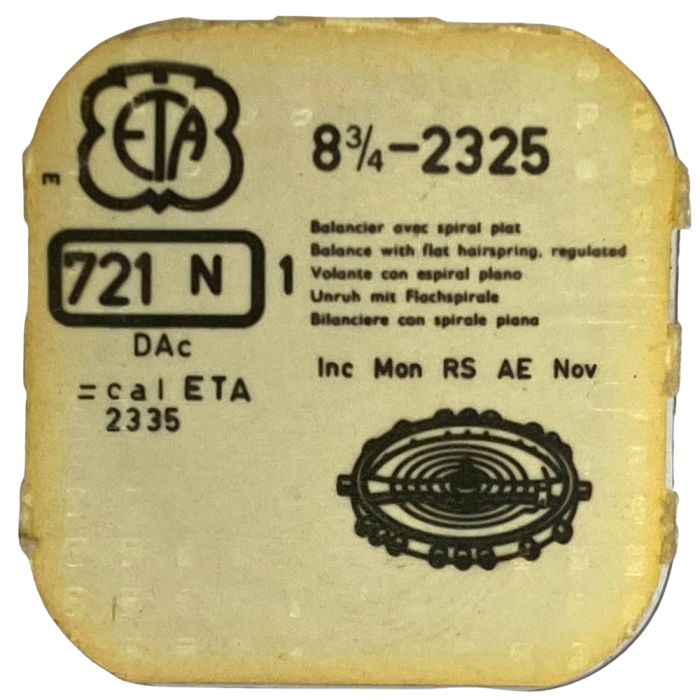 ETA
8¾-2325
E
721 N 1
DAc
=cal ETA
2335
Balancier avec spiral plat
Balance with flat hairspring, regulated
Volante con espiral plano
Unruh mit Flachspirale
Bilanciere con spirale piana
Inc Mon RS AE Nov